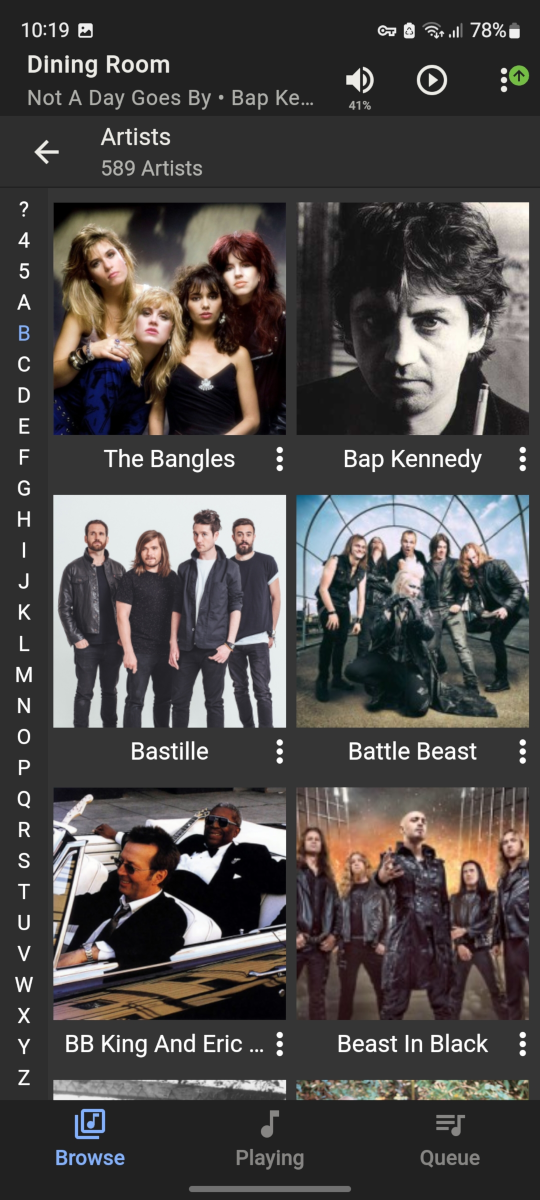 10:19
78%
Dining Room
Not A Day Goes By • Bap Ke...
41%
Artists
589 Artists
?
4
5
A
B
C
D
E
F
G
H
I
J
K
L
M
N
O
P
Q
R
S
T
U
V
W
X
Y
Z
The Bangles
Bap Kennedy
Bastille
Battle Beast
BB King And Eric ...
Beast In Black
Browse
Playing
Queue